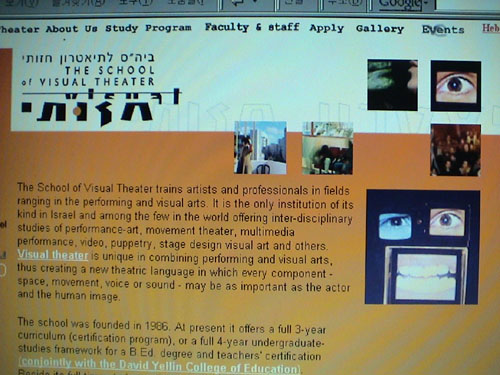 Google
heater About Us Study Program Faculty & staff Apply Gallery Events Heb
ביה"ס לתיאטרון חזותי
THE SCHOOL
of VISUAL THEATER
The School of Visual Theater trains artists and professionals in fields
ranging in the performing and visual arts. It is the only institution of its
kind in Israel and among the few in the world offering inter-disciplinary
studies of performance-art, movement theater, multimedia
performance, video, puppetry, stage design visual art and others.
Visual theater is unique in combining performing and visual arts,
thus creating a new theatric language in which every component -
space, movement, voice or sound - may be as important as the actor
and the human image.
The school was founded in 1986. At present it offers a full 3-year
curriculum (certification program), or a full 4-year undergraduate-
studies framework for a B.Ed. degree and teachers' certification
(conjointly with the David Yellin College of Education)